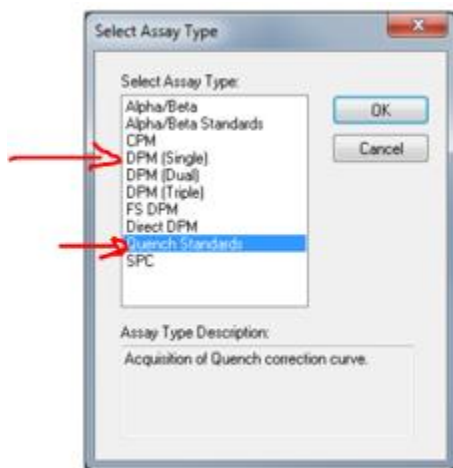 Select Assay Type
Select Assay Type:
Alpha/Beta
Alpha/Beta Standards
CPM
DPM (Single)
DPM (Dual)
DPM (Triple)
FS DPM
Direct DPM
Quench Standards
SPC
OK
Cancel
Assay Type Description:
Acquisition of Quench correction curve.